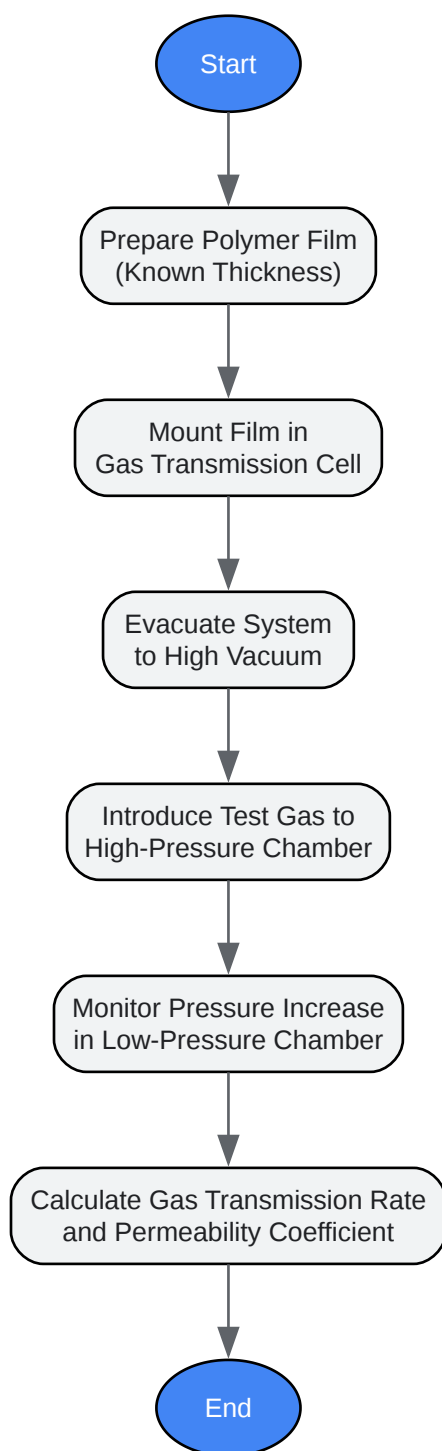 Start
Prepare Polymer Film
(Known Thickness)
Mount Film in
Gas Transmission Cell
Evacuate System
to High Vacuum
Introduce Test Gas to
High-Pressure Chamber
Monitor Pressure Increase
in Low-Pressure Chamber
Calculate Gas Transmission Rate
and Permeability Coefficient
End